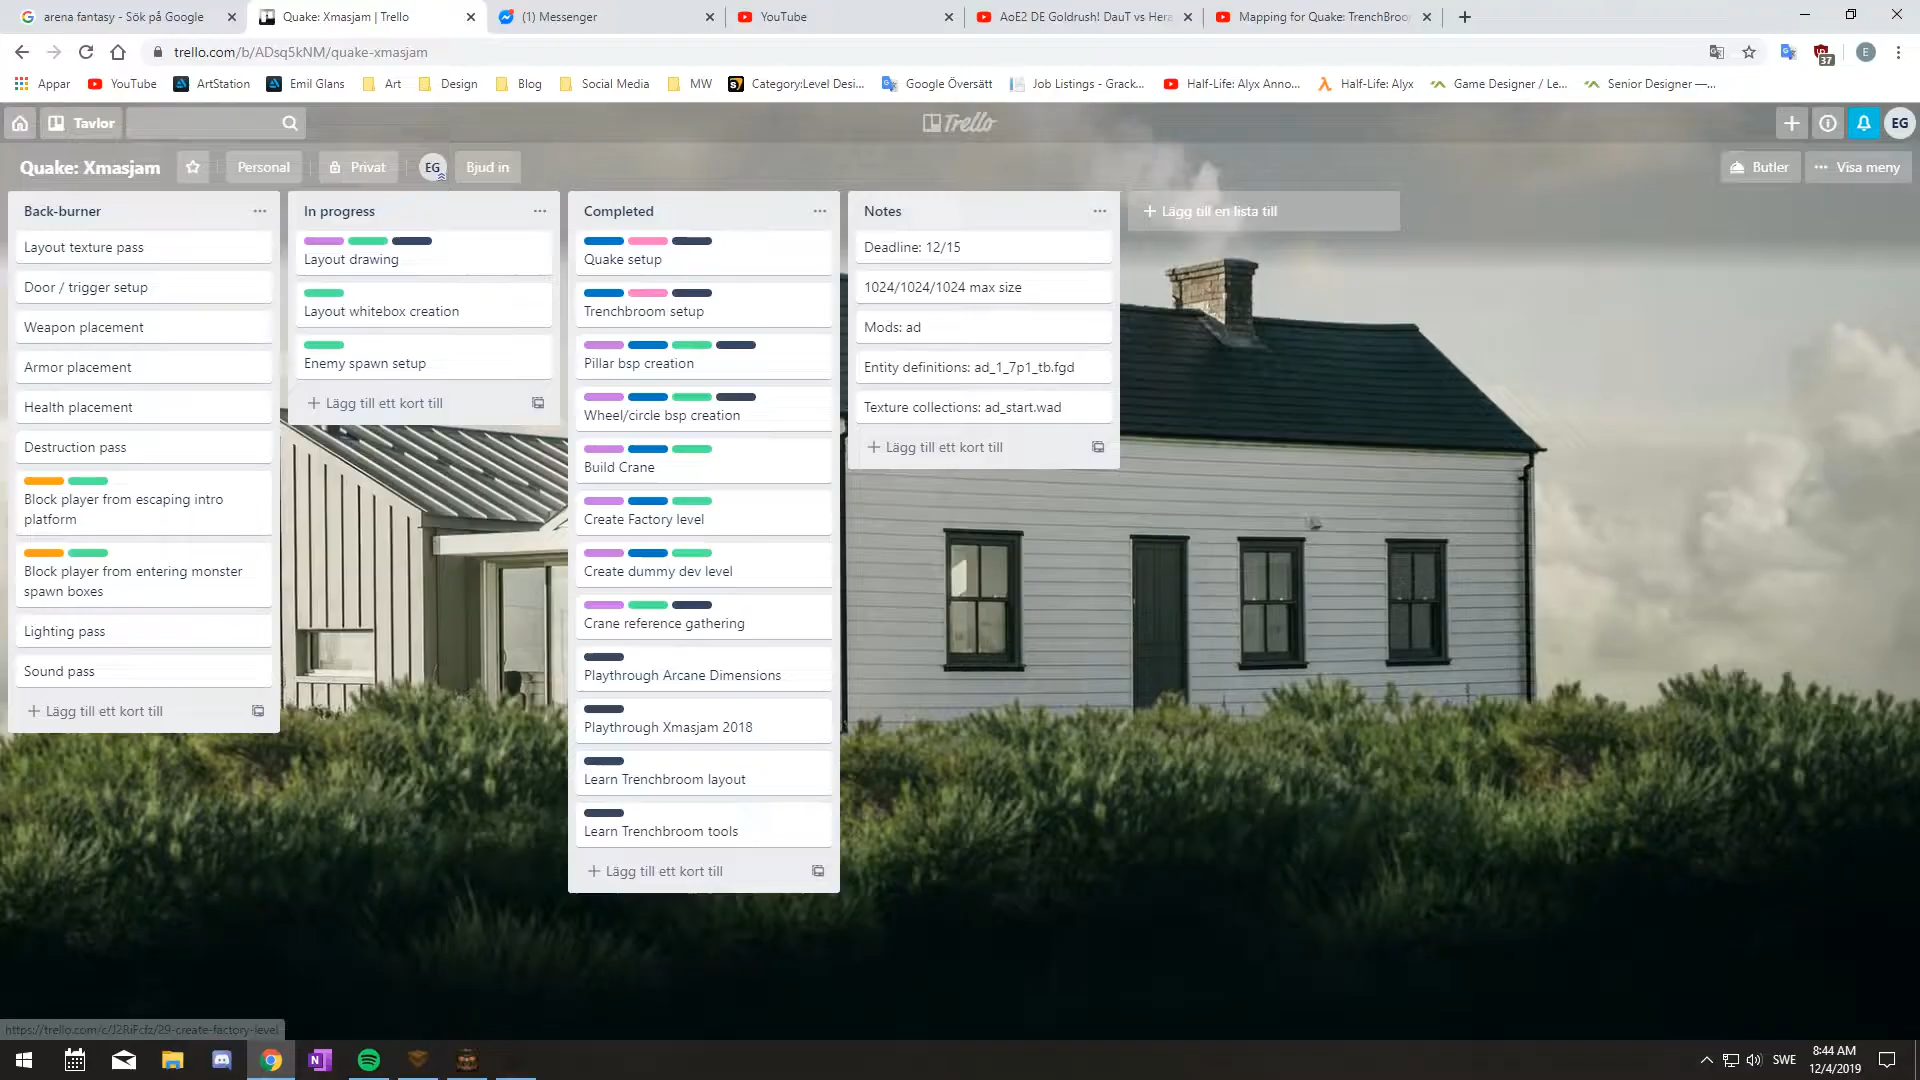 arena fantasy - Sök på Google
Quake: Xmasjam | Trello
(1) Messenger
YouTube
AoE2 DE Goldrush! DauT vs Hera
Mapping for Quake: TrenchBroo
trello.com/b/ADsq5kNM/quake-xmasjam
37
E
Appar
YouTube
ArtStation
Emil Glans
Art
Design
Blog
Social Media
MW
Category:Level Desi...
Google Översätt
Job Listings - Grack...
Half-Life: Alyx Anno...
Half-Life: Alyx
Game Designer / Le...
Senior Designer —...
Tavlor
Trello
EG
Quake: Xmasjam
Personal
Privat
EG
Bjud in
Butler
Visa meny
Back-burner
Layout texture pass
Door / trigger setup
Weapon placement
Armor placement
Health placement
Destruction pass
Block player from escaping intro
platform
Block player from entering monster
spawn boxes
Lighting pass
Sound pass
Lägg till ett kort till
In progress
Layout drawing
Layout whitebox creation
Enemy spawn setup
Lägg till ett kort till
Completed
Quake setup
Trenchbroom setup
Pillar bsp creation
Wheel/circle bsp creation
Build Crane
Create Factory level
Create dummy dev level
Crane reference gathering
Playthrough Arcane Dimensions
Playthrough Xmasjam 2018
Learn Trenchbroom layout
Learn Trenchbroom tools
Lägg till ett kort till
Notes
Deadline: 12/15
1024/1024/1024 max size
Mods: ad
Entity definitions: ad_1_7p1_tb.fgd
Texture collections: ad_start.wad
Lägg till ett kort till
Lägg till en lista till
https://trello.com/c/J2RiFcfz/29-create-factory-level
SWE
8:44 AM
12/4/2019